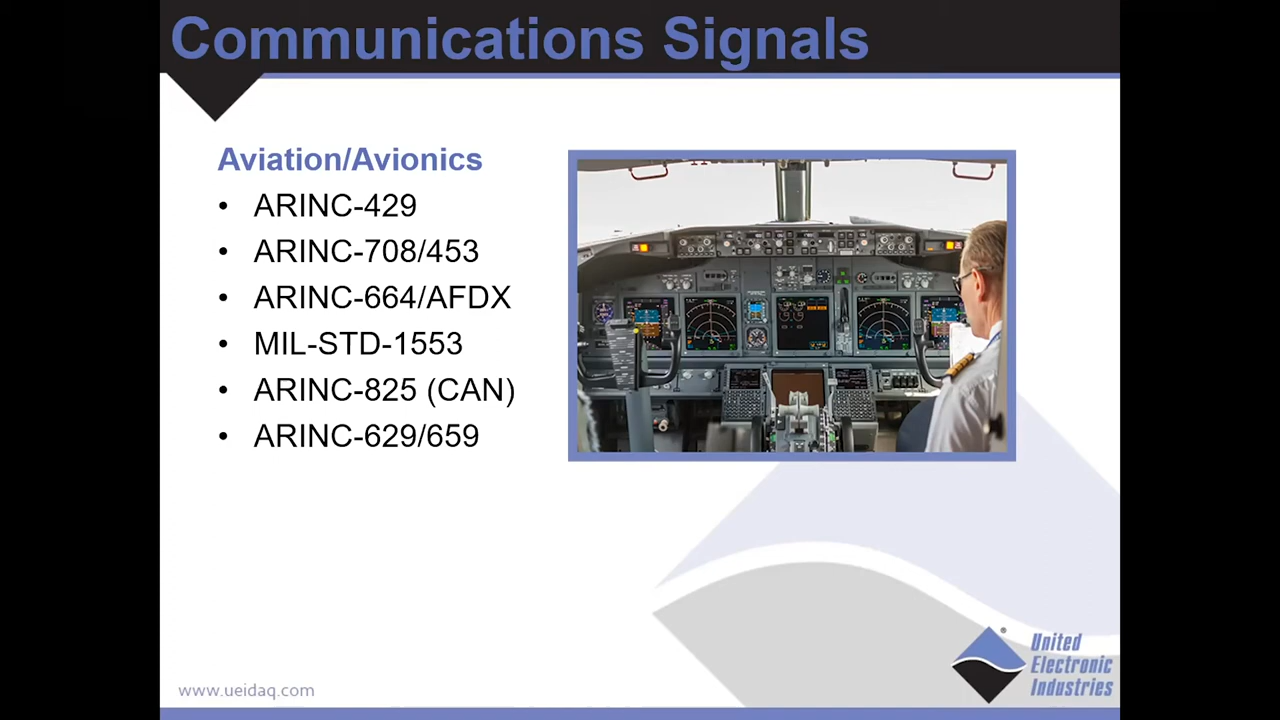 Communications Signals
Aviation/Avionics
• ARINC-429
• ARINC-708/453
• ARINC-664/AFDX
• MIL-STD-1553
• ARINC-825 (CAN)
• ARINC-629/659
United
Electronic
Industries
®
www.ueidaq.com